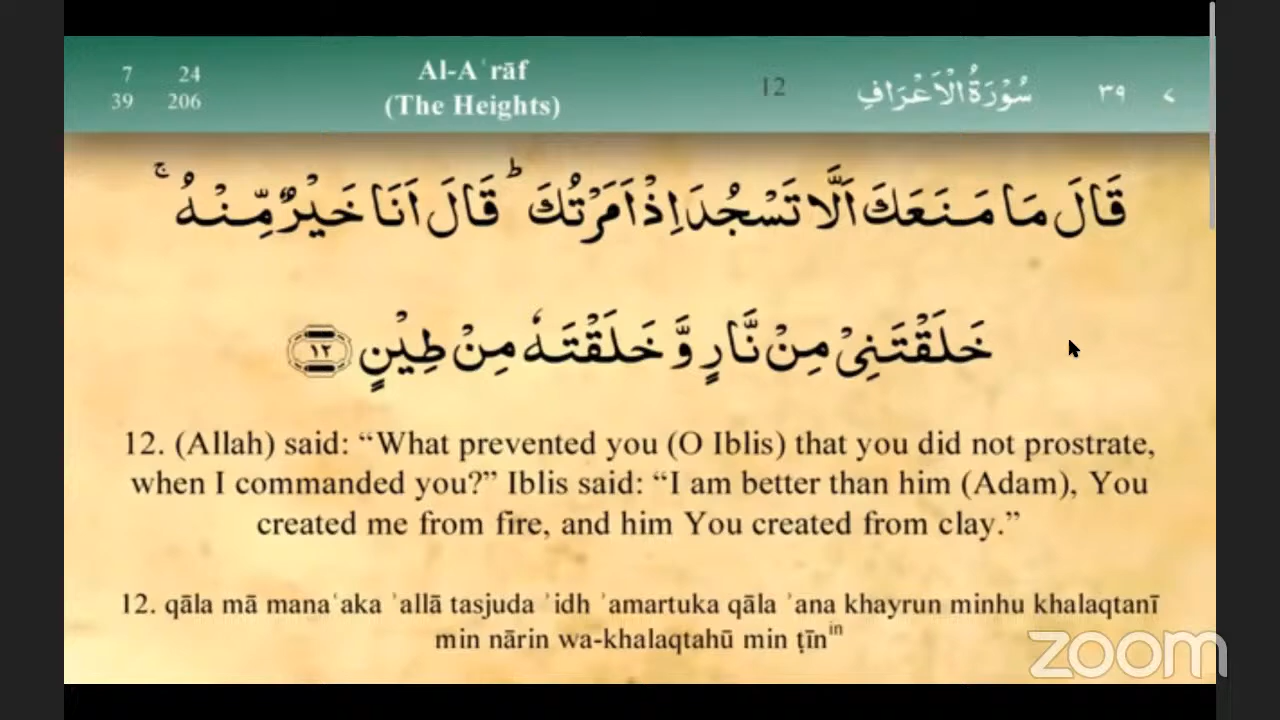 7 24
39 206
Al-Aʿrāf
(The Heights)
12
سُوْرَةُ الْاَعْرَافِ
٣٩ ٧
قَالَ مَا مَنَعَكَ اَلَّا تَسْجُدَ اِذْ اَمَرْتُكَ ؕ قَالَ اَنَا خَيْرٌ مِّنْهُ ۚ
خَلَقْتَنِیْ مِنْ نَّارٍ وَّ خَلَقْتَهٗ مِنْ طِيْنٍ ١٢
12. (Allah) said: “What prevented you (O Iblis) that you did not prostrate,
when I commanded you?” Iblis said: “I am better than him (Adam), You
created me from fire, and him You created from clay.”
12. qāla mā manaʿaka ʾallā tasjuda ʾidh ʾamartuka qāla ʾana khayrun minhu khalaqtanī
min nārin wa-khalaqtahū min ṭīnⁱⁿ
zoom